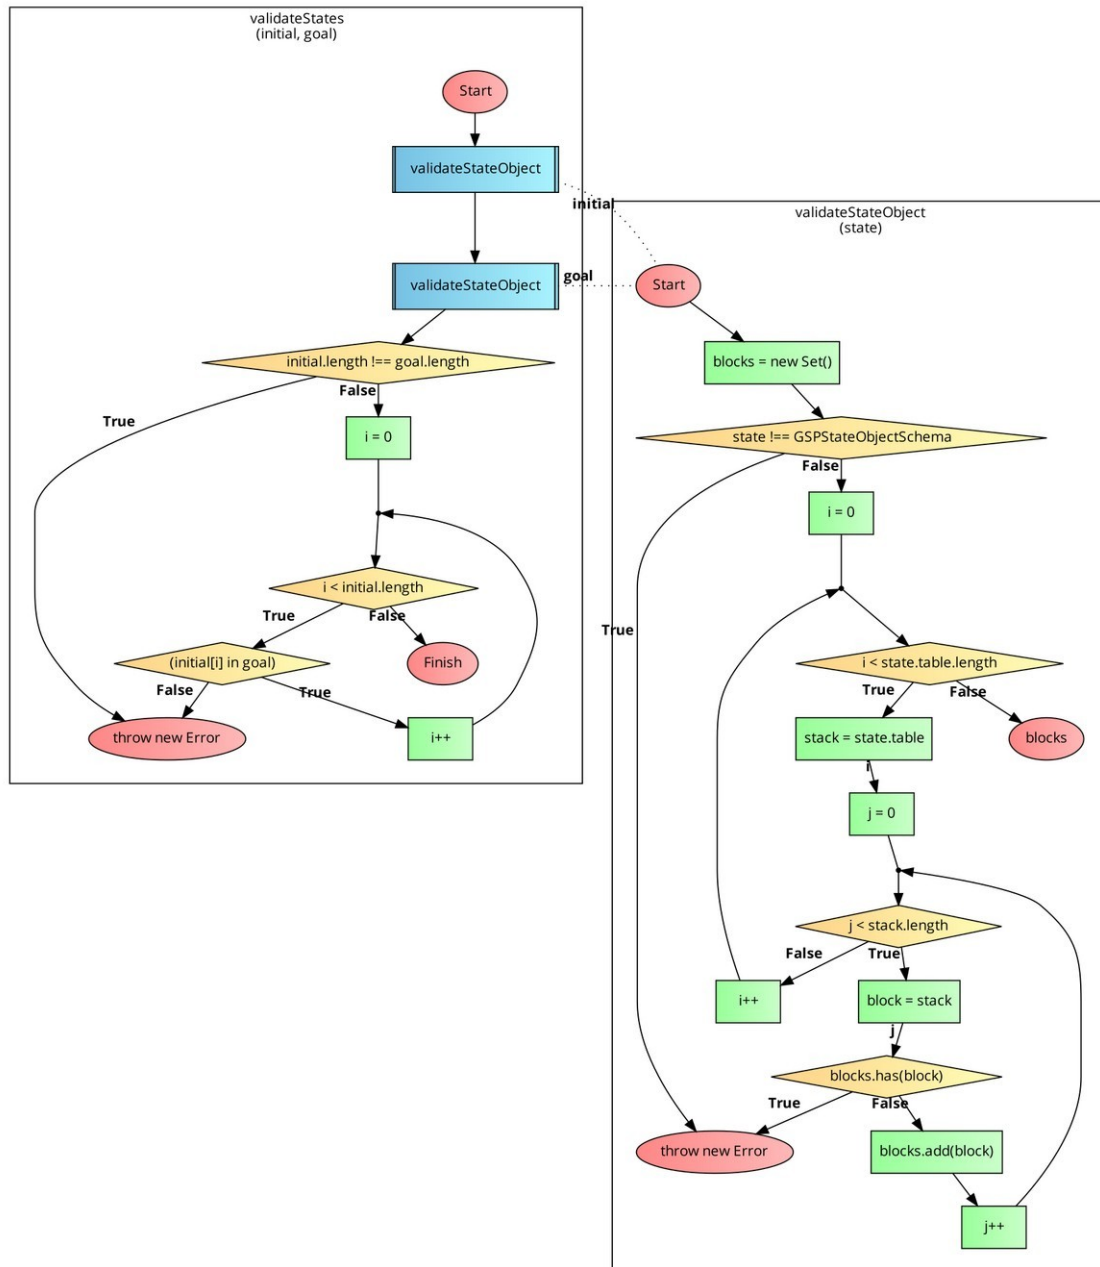 validateStates
(initial, goal)
Start
validateStateObject
initial
validateStateObject
goal
initial.length !== goal.length
True
False
i = 0
i < initial.length
True
False
(initial[i] in goal)
Finish
False
True
throw new Error
i++
validateStateObject
(state)
Start
blocks = new Set()
state !== GSPStateObjectSchema
False
True
i = 0
i < state.table.length
True
False
stack = state.table
blocks
i
j = 0
j < stack.length
False
True
i++
block = stack
j
blocks.has(block)
True
False
throw new Error
blocks.add(block)
j++